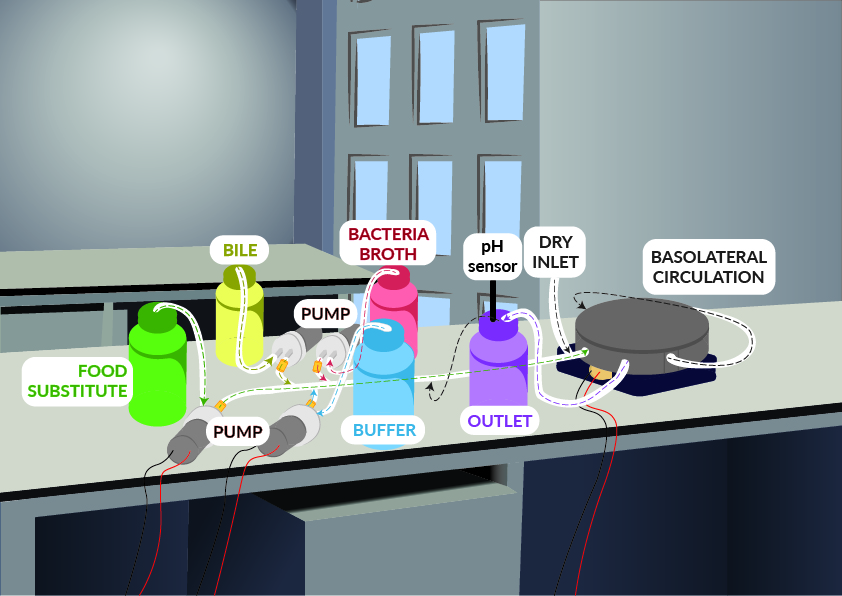 BILE
BACTERIA
BROTH
pH
sensor
DRY
INLET
BASOLATERAL
CIRCULATION
PUMP
FOOD
SUBSTITUTE
PUMP
BUFFER
OUTLET